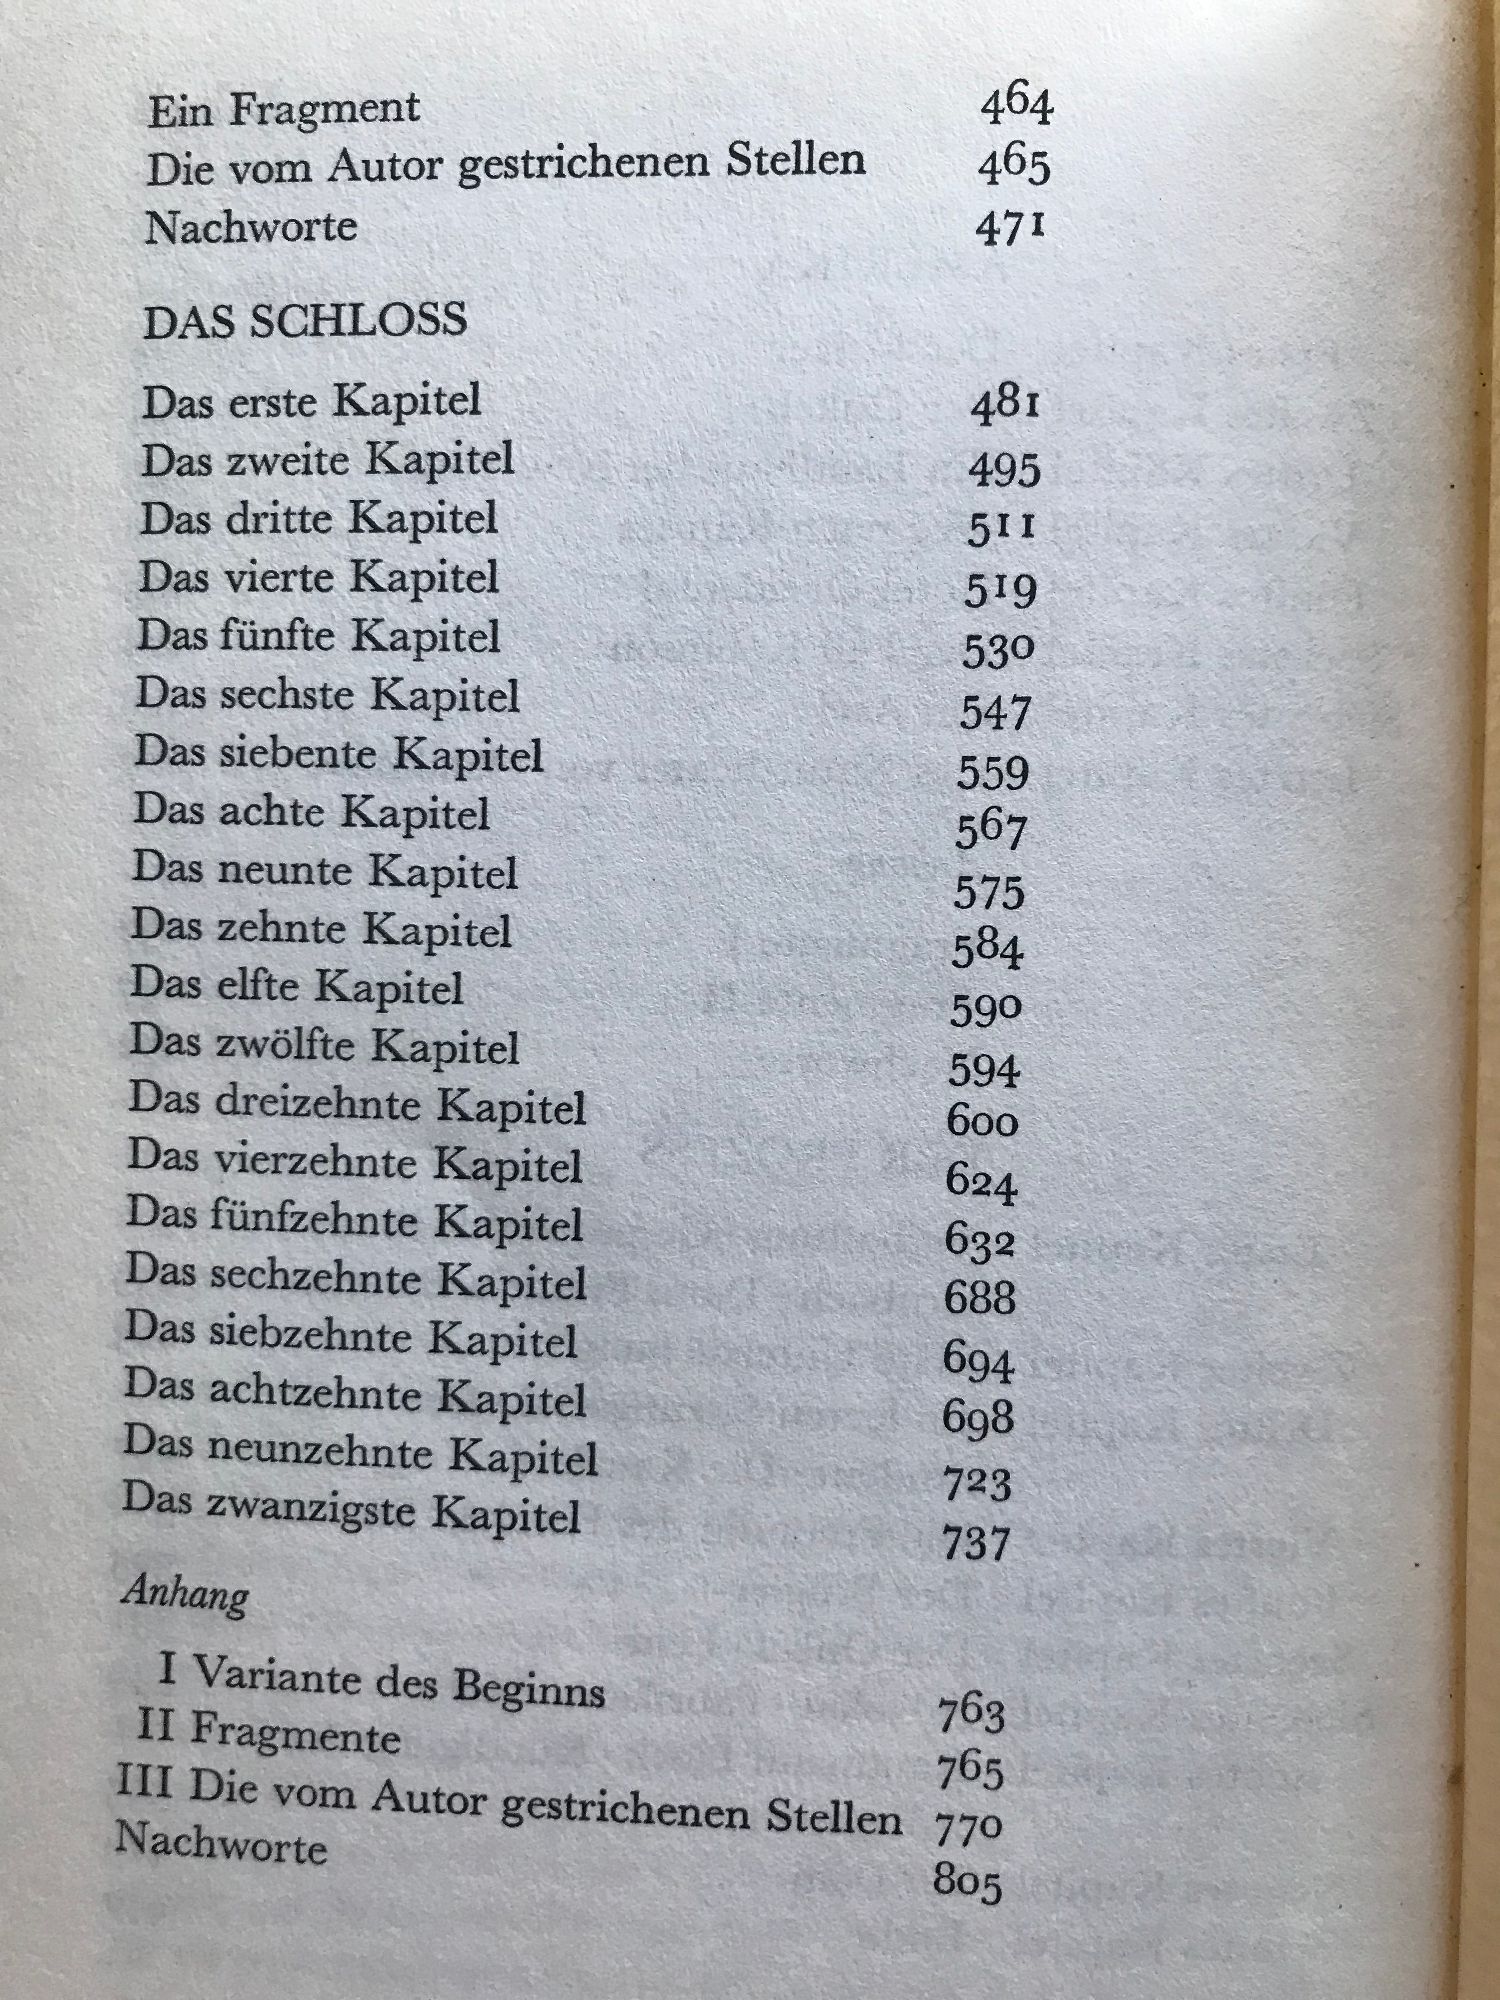 Ein Fragment 464
Die vom Autor gestrichenen Stellen 465
Nachworte 471
DAS SCHLOSS
Das erste Kapitel 481
Das zweite Kapitel 495
Das dritte Kapitel 511
Das vierte Kapitel 519
Das fünfte Kapitel 530
Das sechste Kapitel 547
Das siebente Kapitel 559
Das achte Kapitel 567
Das neunte Kapitel 575
Das zehnte Kapitel 584
Das elfte Kapitel 590
Das zwölfte Kapitel 594
Das dreizehnte Kapitel 600
Das vierzehnte Kapitel 624
Das fünfzehnte Kapitel 632
Das sechzehnte Kapitel 688
Das siebzehnte Kapitel 694
Das achtzehnte Kapitel 698
Das neunzehnte Kapitel 723
Das zwanzigste Kapitel 737
Anhang
I Variante des Beginns 763
II Fragmente 765
III Die vom Autor gestrichenen Stellen 770
Nachworte 805